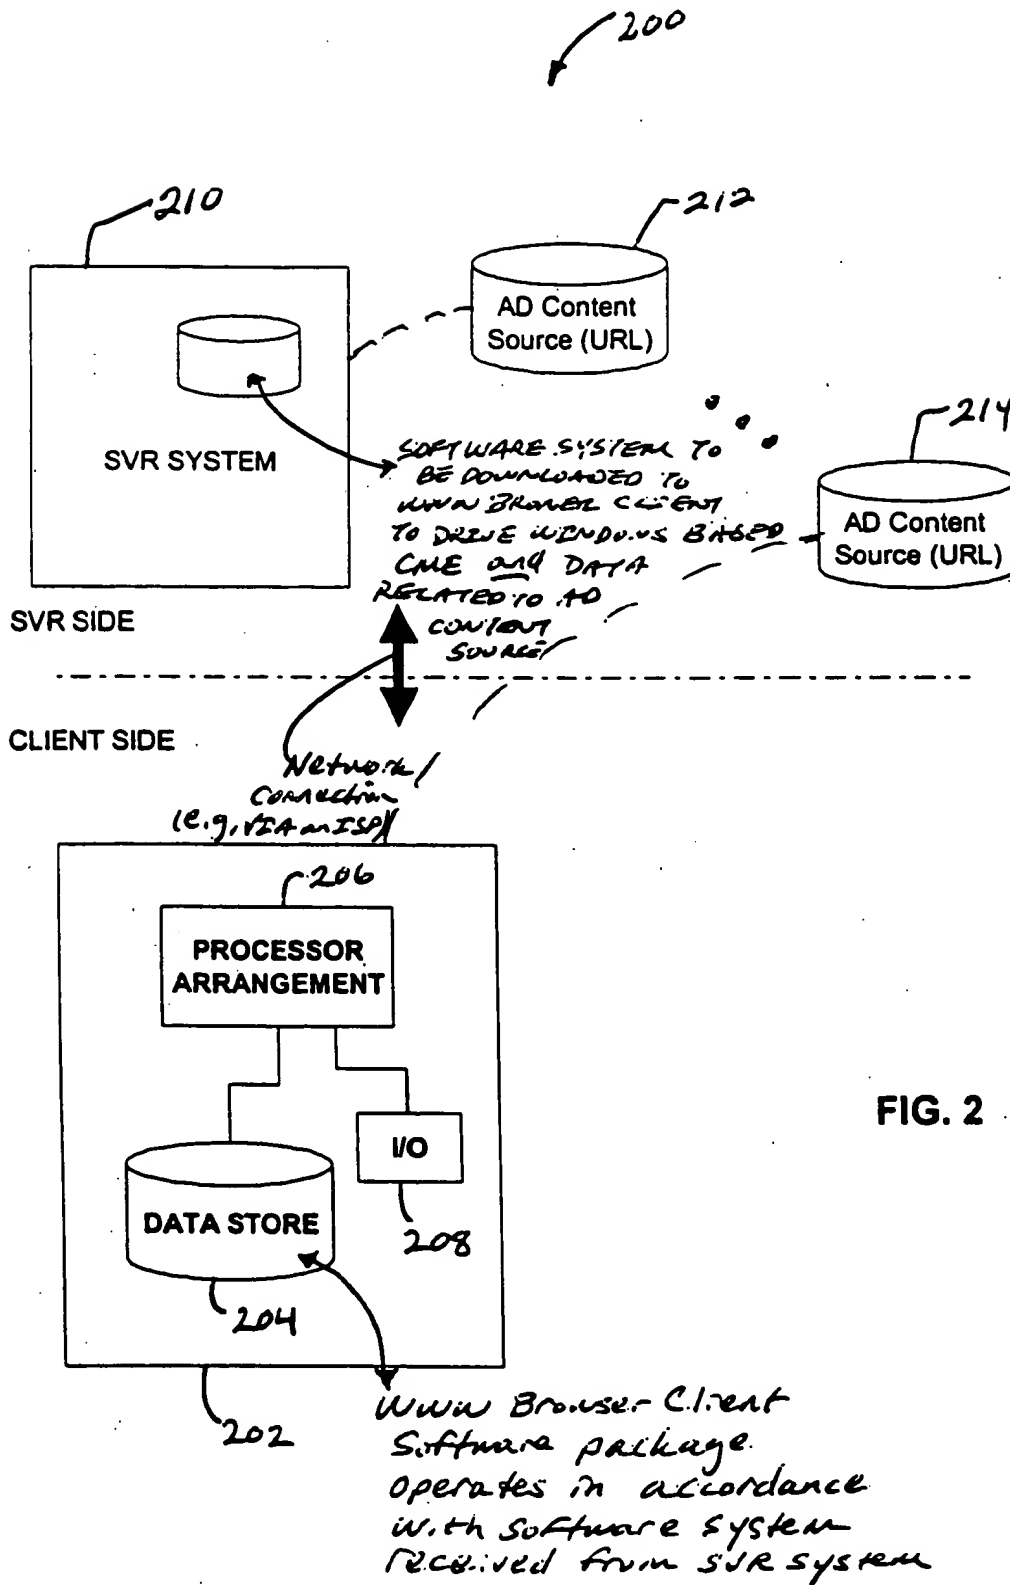 200
210
212
AD Content
Source (URL)
214
AD Content
Source (URL)
SVR SYSTEM
SOFTWARE SYSTEM TO
BE DOWNLOADED TO
WWW BROWER CLIENT
TO DRIVE WINDOWS BASED
CME and DATA
RELATED TO AD
CONTENT
SOURCE
SVR SIDE
CLIENT SIDE
Network/
Connection
(e.g., VIA an ISP)
206
PROCESSOR
ARRANGEMENT
I/O
208
DATA STORE
204
202
FIG. 2
WWW Browser Client
Software package
operates in accordance
with software system
received from SVR system